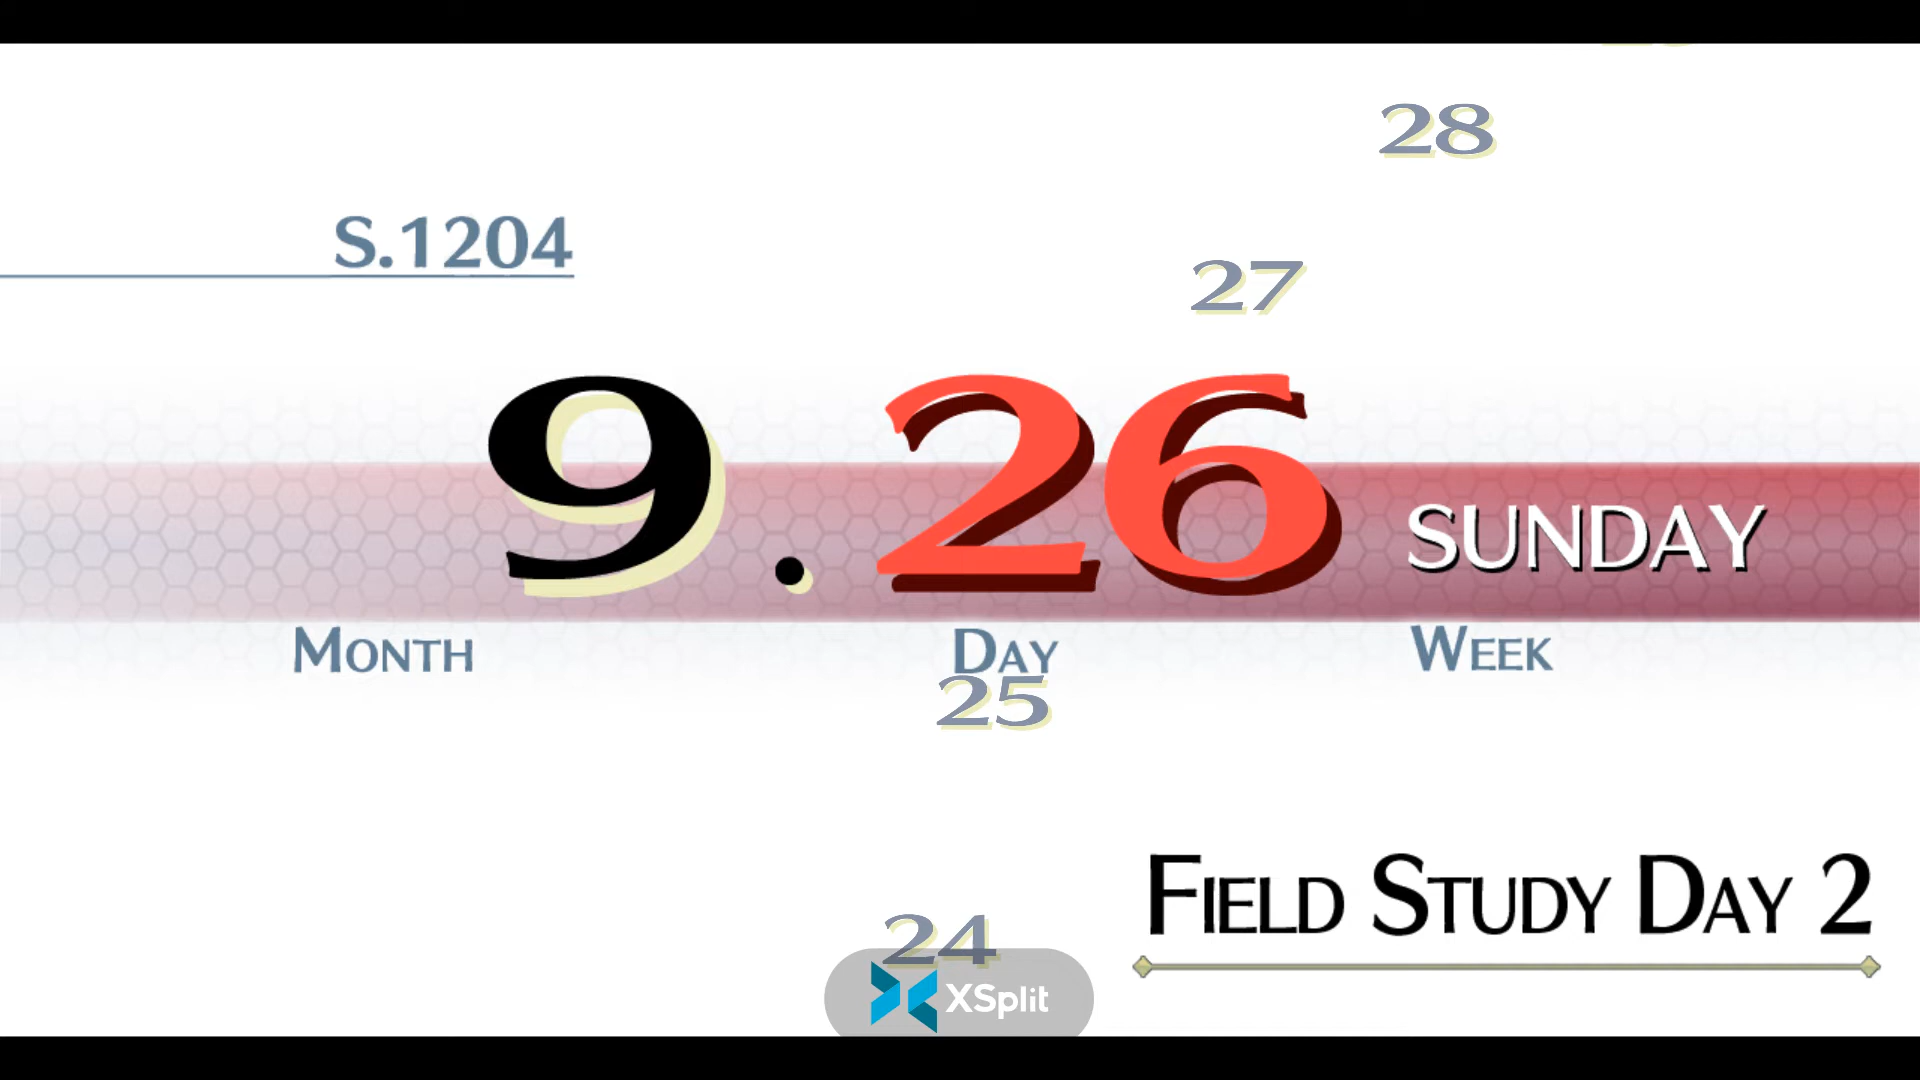 28
S.1204
27
9.26 SUNDAY
MONTH DAY WEEK
25
FIELD STUDY DAY 2
24
XSplit